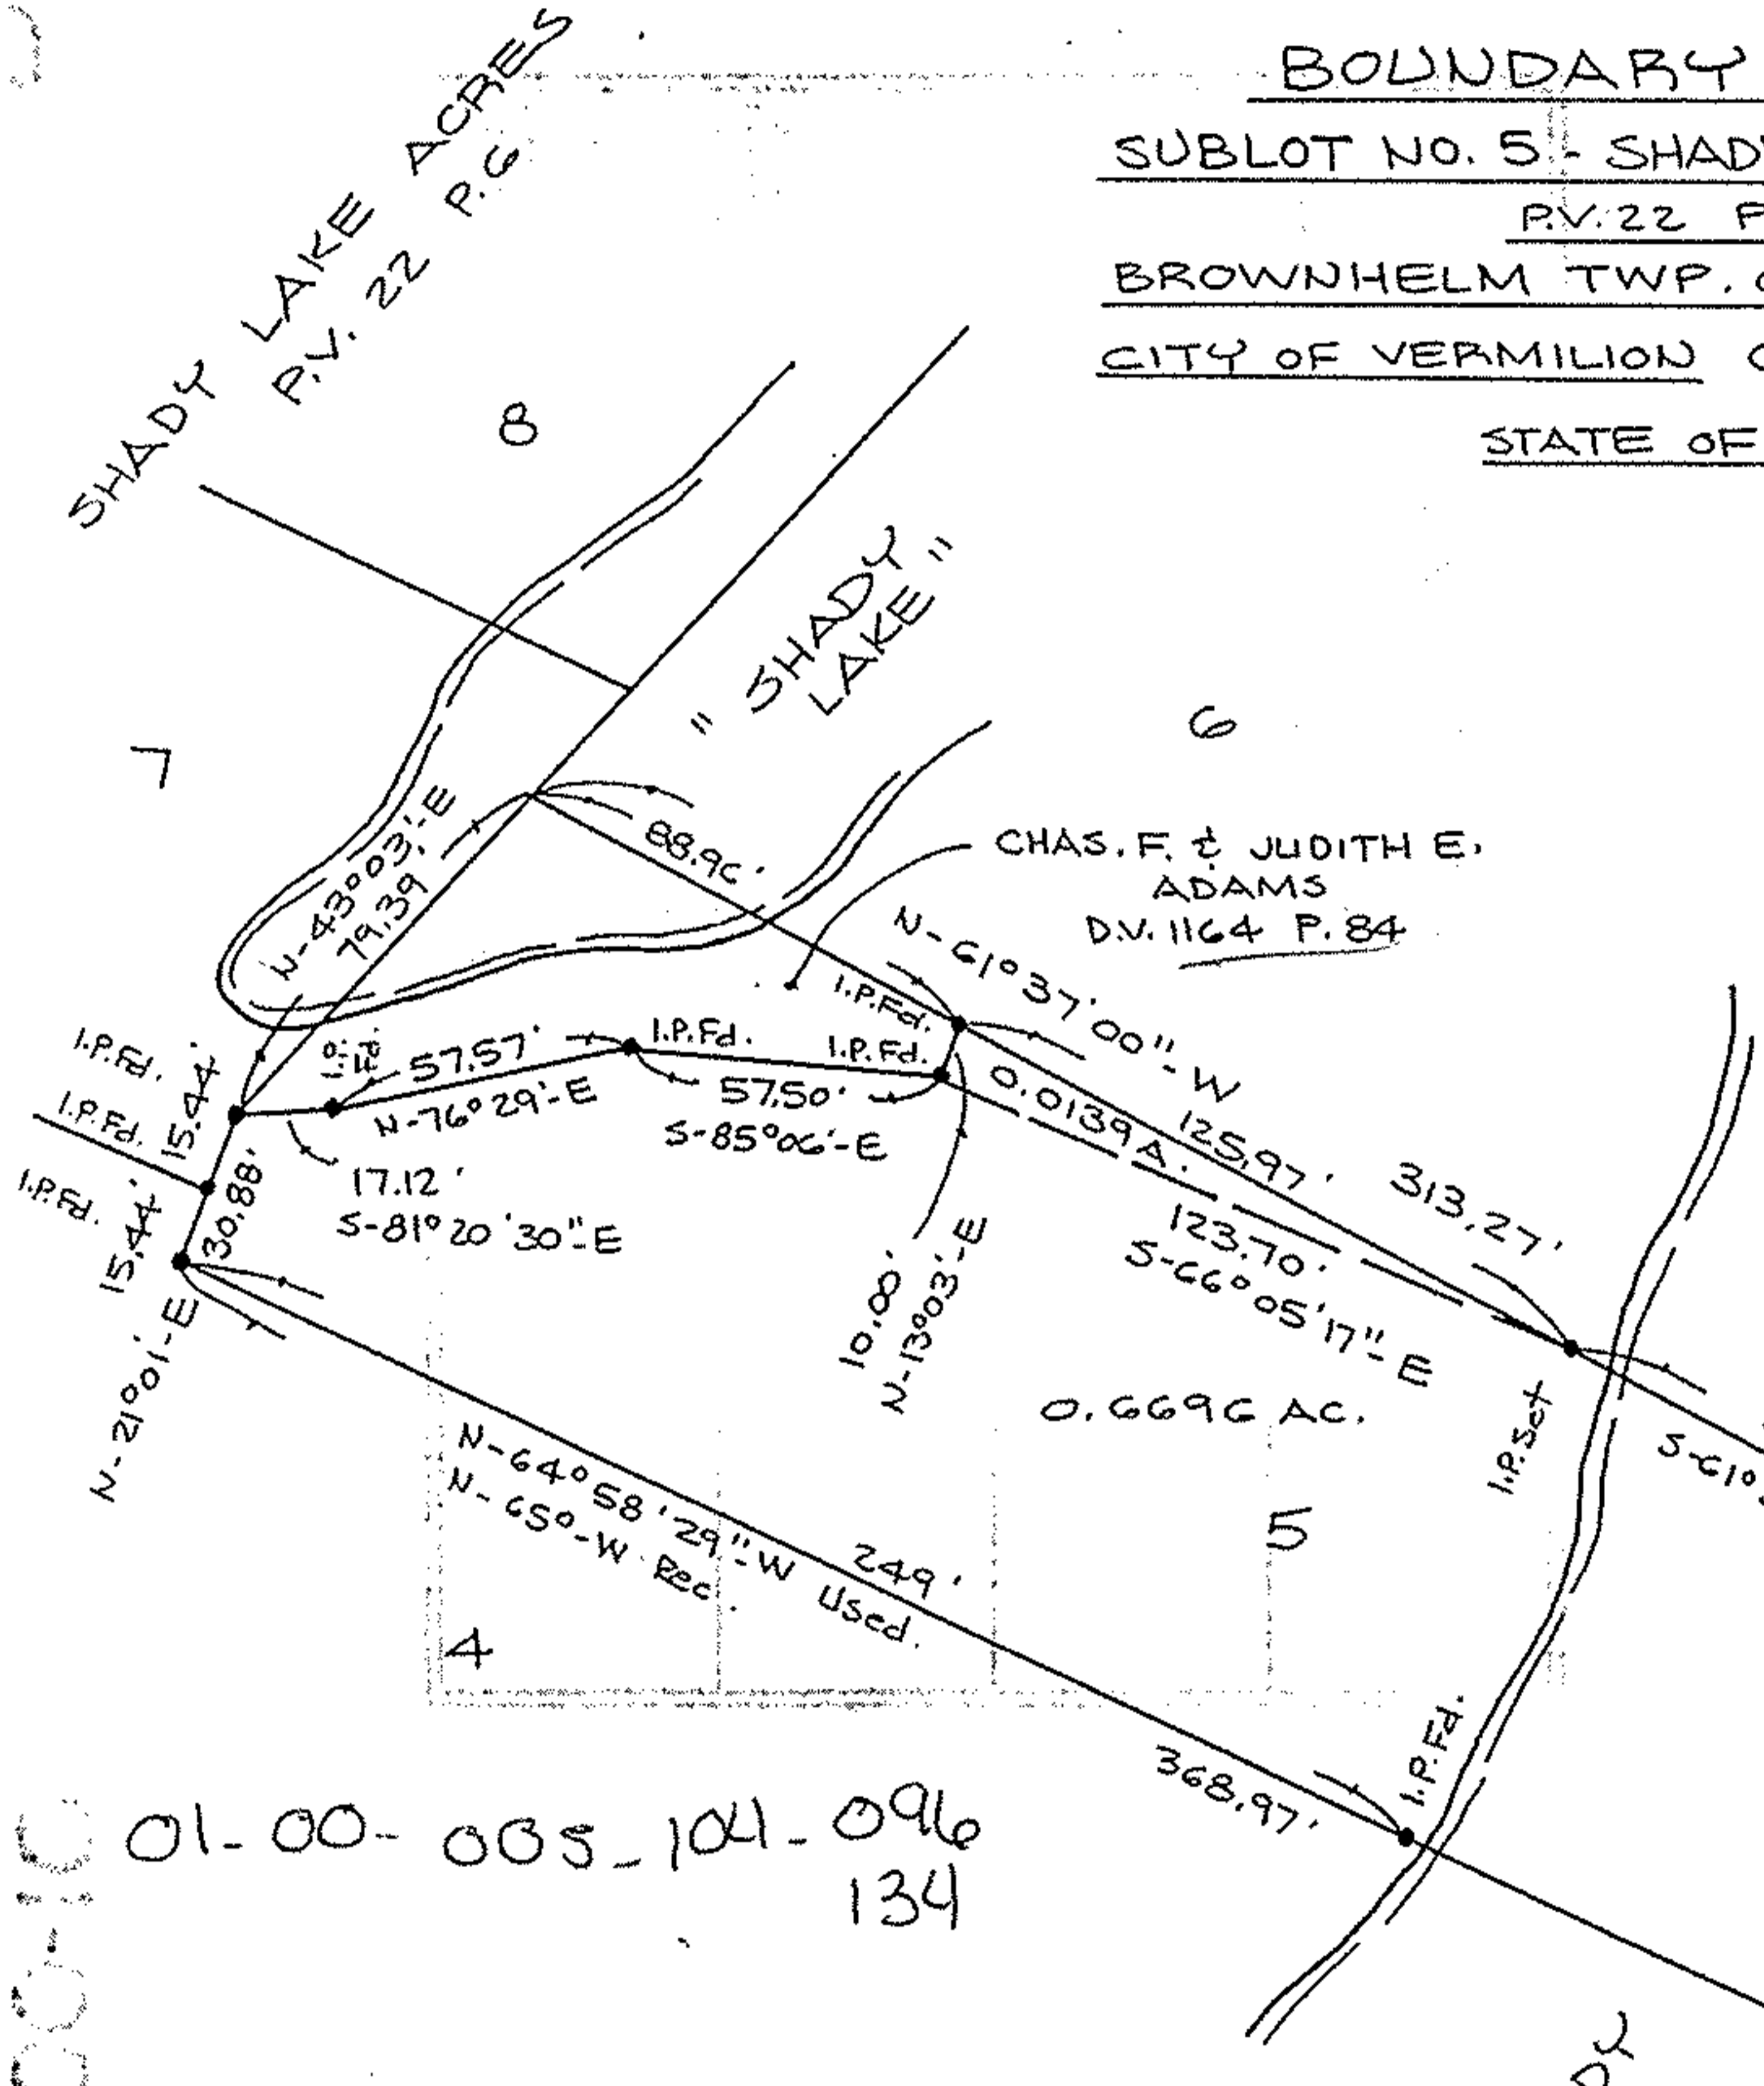 BOUNDARY
SUBLOT NO. 5 - SHADY
P.V. 22 P
BROWNHELM TWP.
CITY OF VERMILION
STATE OF
SHADY LAKE ACRES
P.V. 22 P.6
8
7
" SHADY
LAKE "
6
N-43°03'-E
79.39
88.96'
CHAS. F. & JUDITH E.
ADAMS
D.V. 1164 P. 84
N-61°37'00"-W
125.97'
313.27'
I.P.Fd.
I.P.Fd.
I.P.Fd.
I.P.Fd.
57.57'
N-76°29'-E
57.50'
S-85°06'-E
0.0139 A.
123.70'
S-66°05'17"-E
I.P.Fd.
15.44'
I.P.Fd.
I.P.Fd.
15.44'
30.88'
17.12'
S-81°20'30"-E
N-21°01'-E
10.80'
N-13°03'-E
0.6696 AC.
I.P.Set
S-61°
5
N-64°58'29"-W Used.
N-65°-W Rec.
249'
4
368.97'
I.P.Fd.
01-00-005-104-096
134